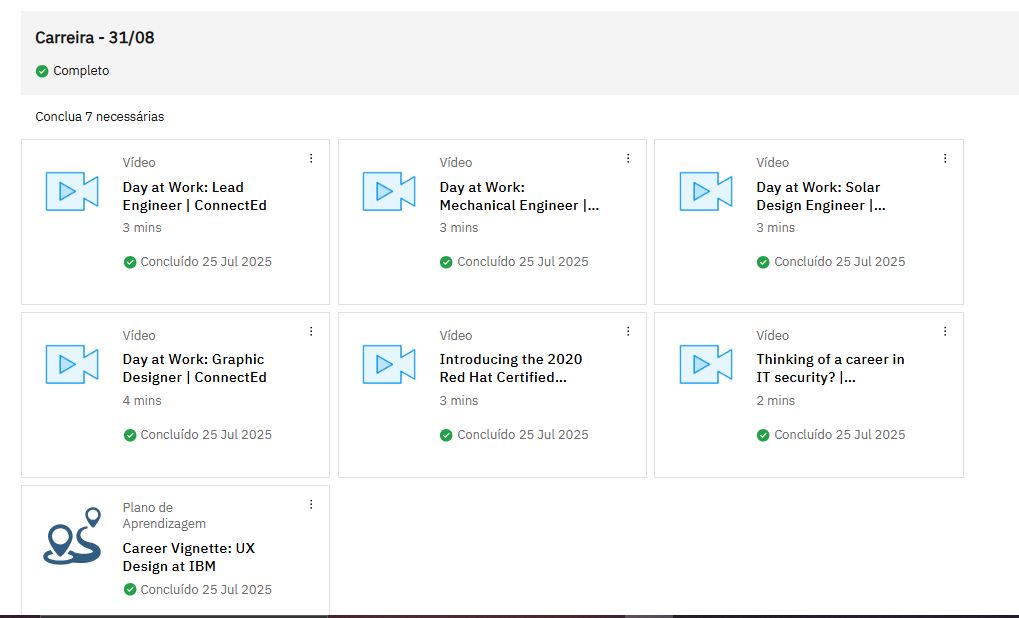 Carreira - 31/08
Completo
Conclua 7 necessárias
Vídeo
Day at Work: Lead
Engineer | ConnectEd
3 mins
Concluído 25 Jul 2025
Vídeo
Day at Work:
Mechanical Engineer |...
3 mins
Concluído 25 Jul 2025
Vídeo
Day at Work: Solar
Design Engineer |...
3 mins
Concluído 25 Jul 2025
Vídeo
Day at Work: Graphic
Designer | ConnectEd
4 mins
Concluído 25 Jul 2025
Vídeo
Introducing the 2020
Red Hat Certified...
3 mins
Concluído 25 Jul 2025
Vídeo
Thinking of a career in
IT security? |...
2 mins
Concluído 25 Jul 2025
Plano de
Aprendizagem
Career Vignette: UX
Design at IBM
Concluído 25 Jul 2025